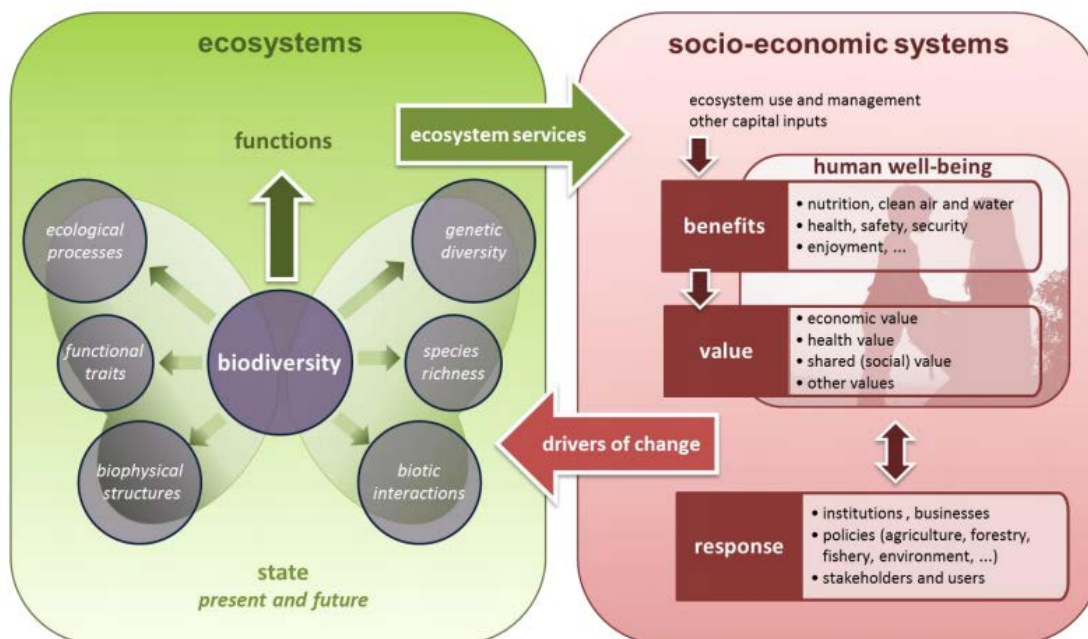 ecosystems
functions
ecological
processes
genetic
diversity
functional
traits
biodiversity
species
richness
biophysical
structures
biotic
interactions
state
present and future
ecosystem services
drivers of change
socio-economic systems
ecosystem use and management
other capital inputs
human well-being
benefits
• nutrition, clean air and water
• health, safety, security
• enjoyment, ...
value
• economic value
• health value
• shared (social) value
• other values
response
• institutions , businesses
• policies (agriculture, forestry,
fishery, environment, ...)
• stakeholders and users